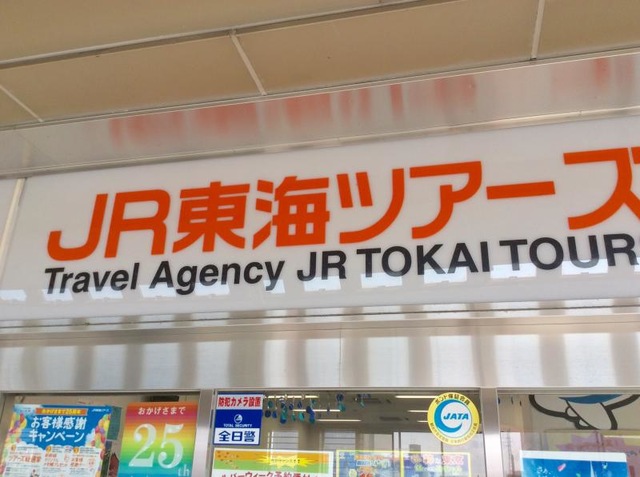 JR東海ツアーズ
Travel Agency JR TOKAI TOUR
お客様感謝
キャンペーン
おかげさまで
25th
防犯カメラ設置
TOTAL SECURITY
全日警
JATA